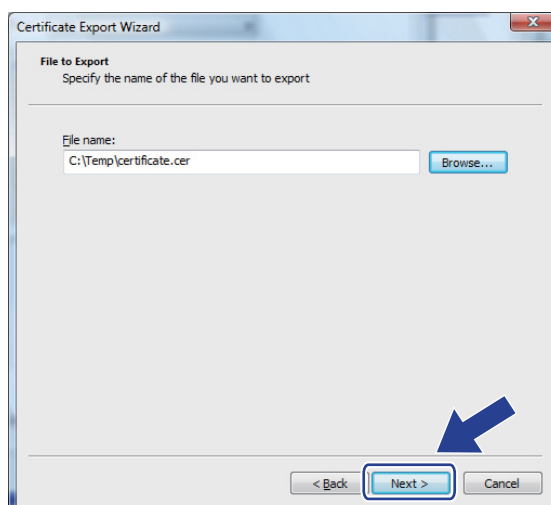 Certificate Export Wizard
File to Export
Specify the name of the file you want to export
File name:
C:\Temp\certificate.cer
Browse...
< Back
Next >
Cancel